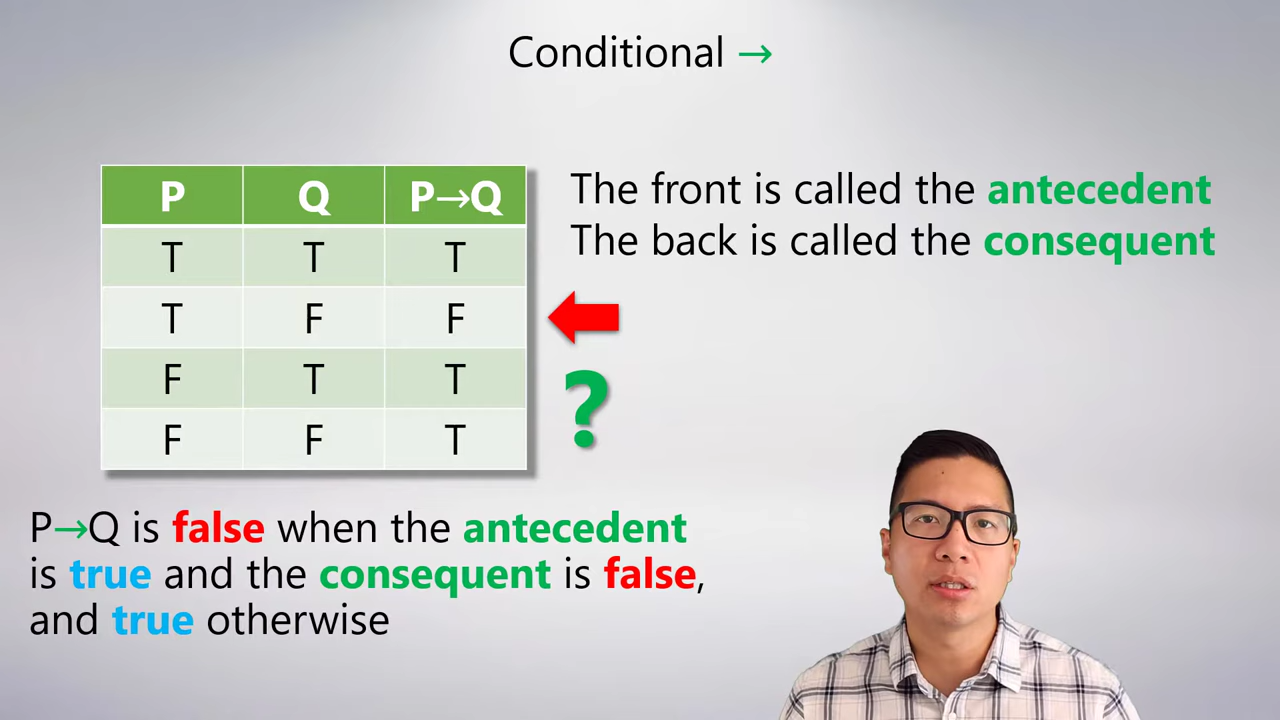 Conditional →
P Q P→Q
T T T
T F F
F T T
F F T
?
The front is called the antecedent
The back is called the consequent
P→Q is false when the antecedent
is true and the consequent is false,
and true otherwise